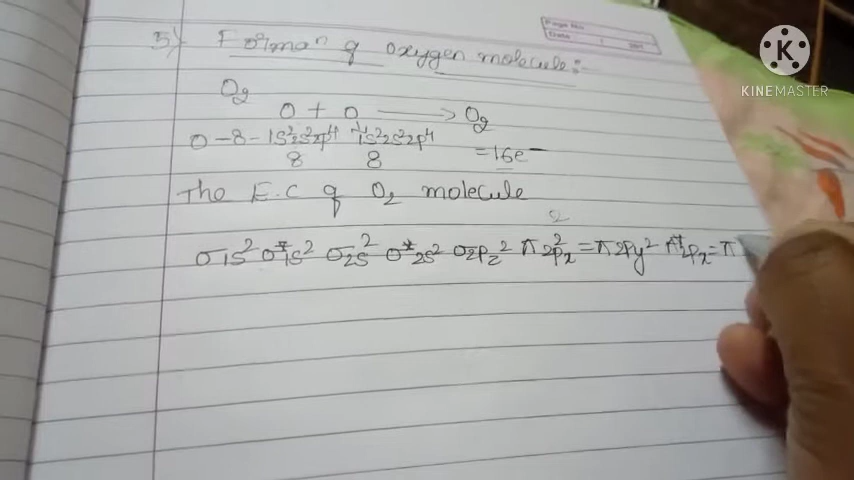 Page No.
Date
5) Forman of Oxygen molecule :-
KINEMASTER
O2
O + O → O2
O - 8 - 1s²2s²2p⁴ 1s²2s²2p⁴ = 16e⁻
8 8
The E.C of O2 molecule
σ1s² σ*1s² σ2s² σ*2s² σ2pz² π2px² = π2py² π*2px = π